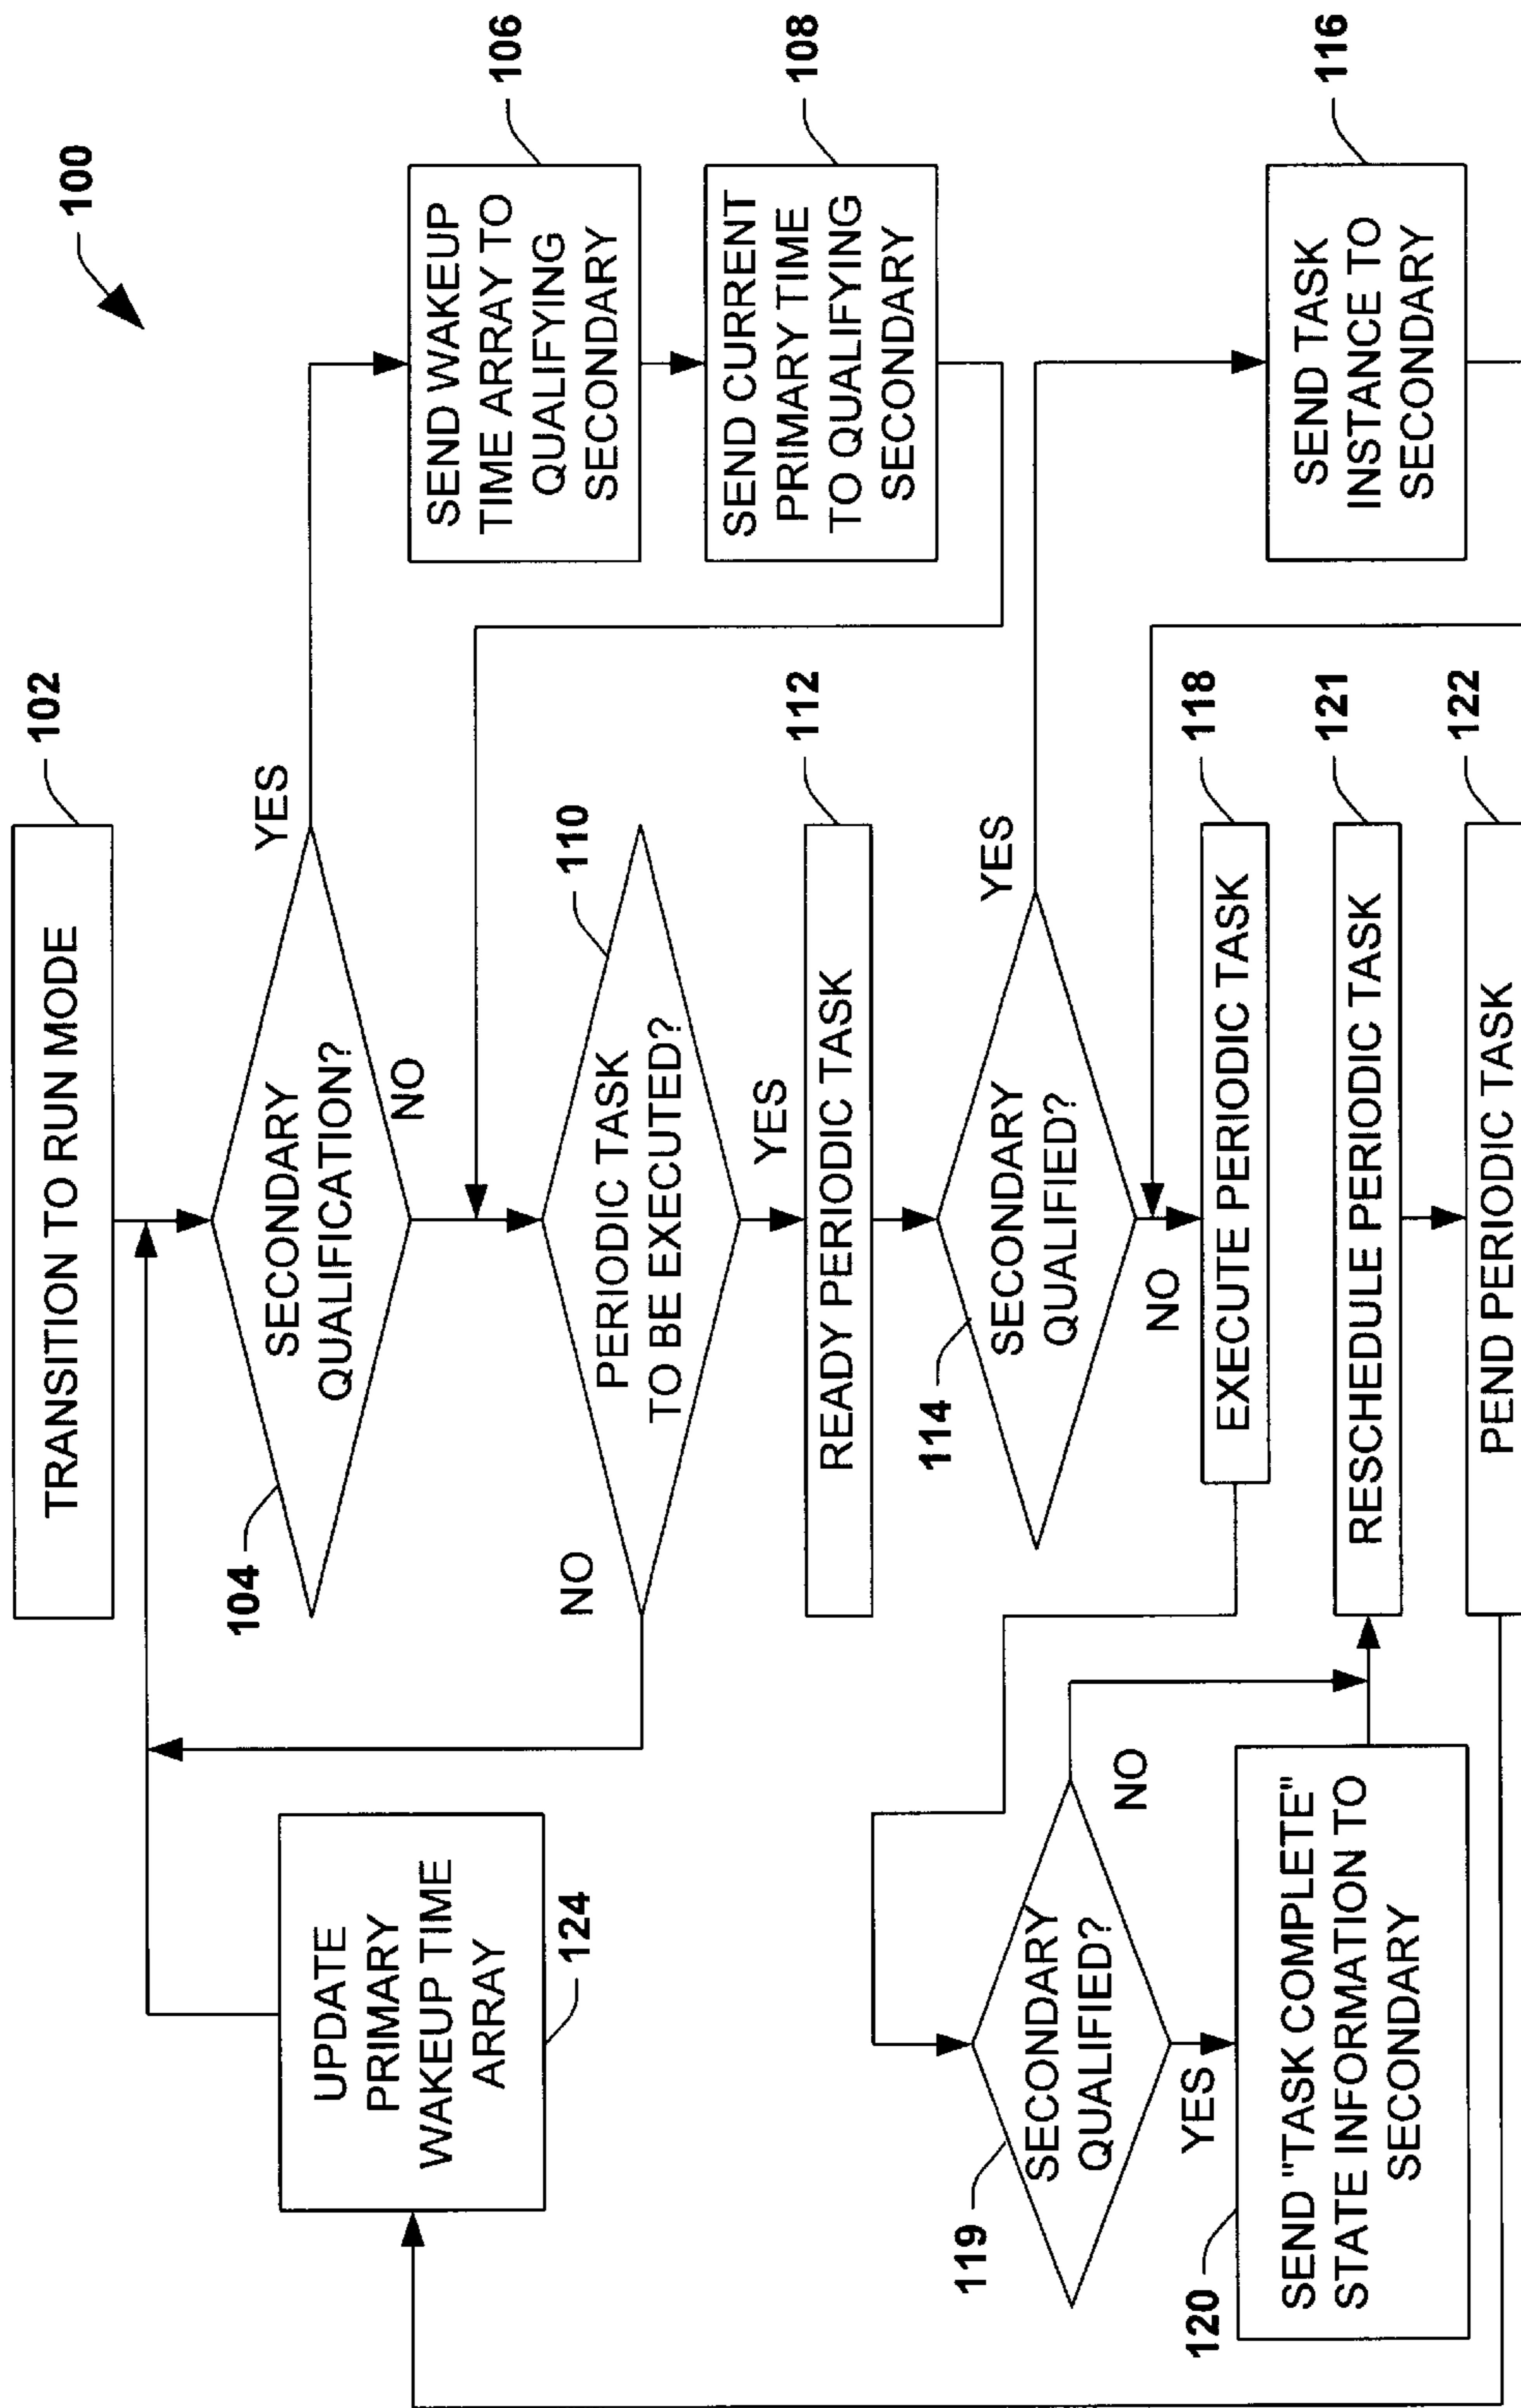 100
102
TRANSITION TO RUN MODE
SECONDARY
QUALIFICATION?
104
YES
NO
SEND WAKEUP
TIME ARRAY TO
QUALIFYING
SECONDARY
106
SEND CURRENT
PRIMARY TIME
TO QUALIFYING
SECONDARY
108
PERIODIC TASK
TO BE EXECUTED?
110
NO
YES
READY PERIODIC TASK
112
SECONDARY
QUALIFIED?
114
YES
NO
SEND TASK
INSTANCE TO
SECONDARY
116
EXECUTE PERIODIC TASK
118
SECONDARY
QUALIFIED?
119
NO
YES
SEND "TASK COMPLETE"
STATE INFORMATION TO
SECONDARY
120
RESCHEDULE PERIODIC TASK
121
PEND PERIODIC TASK
122
UPDATE
PRIMARY
WAKEUP TIME
ARRAY
124